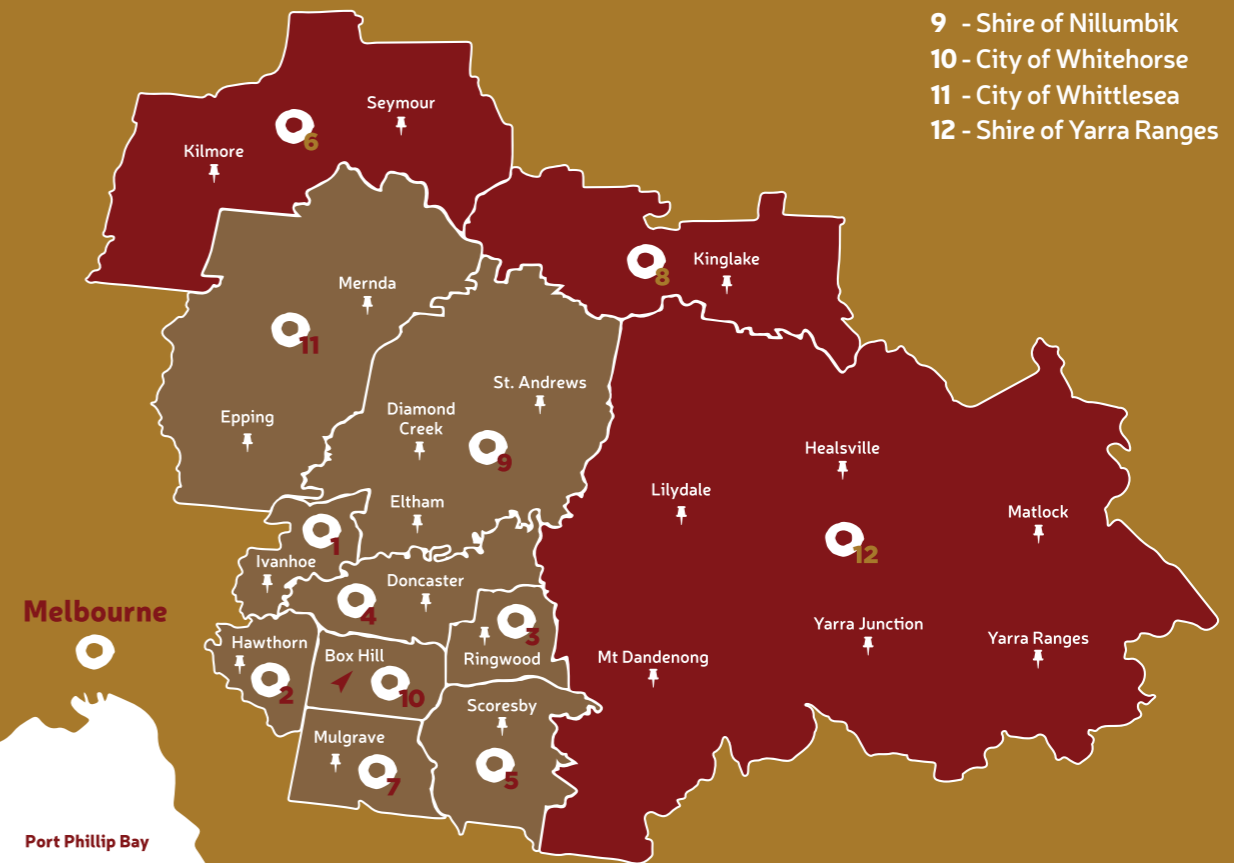 9 - Shire of Nillumbik
10 - City of Whitehorse
11 - City of Whittlesea
12 - Shire of Yarra Ranges
Seymour
6
Kilmore
8
Kinglake
Mernda
11
St. Andrews
Diamond
Creek
Epping
9
Healsville
Lilydale
Eltham
Matlock
1
12
Ivanhoe
Doncaster
4
Melbourne
3
Yarra Junction
Hawthorn
Yarra Ranges
Box Hill
Ringwood
Mt Dandenong
2
10
Scoresby
Mulgrave
7
5
Port Phillip Bay